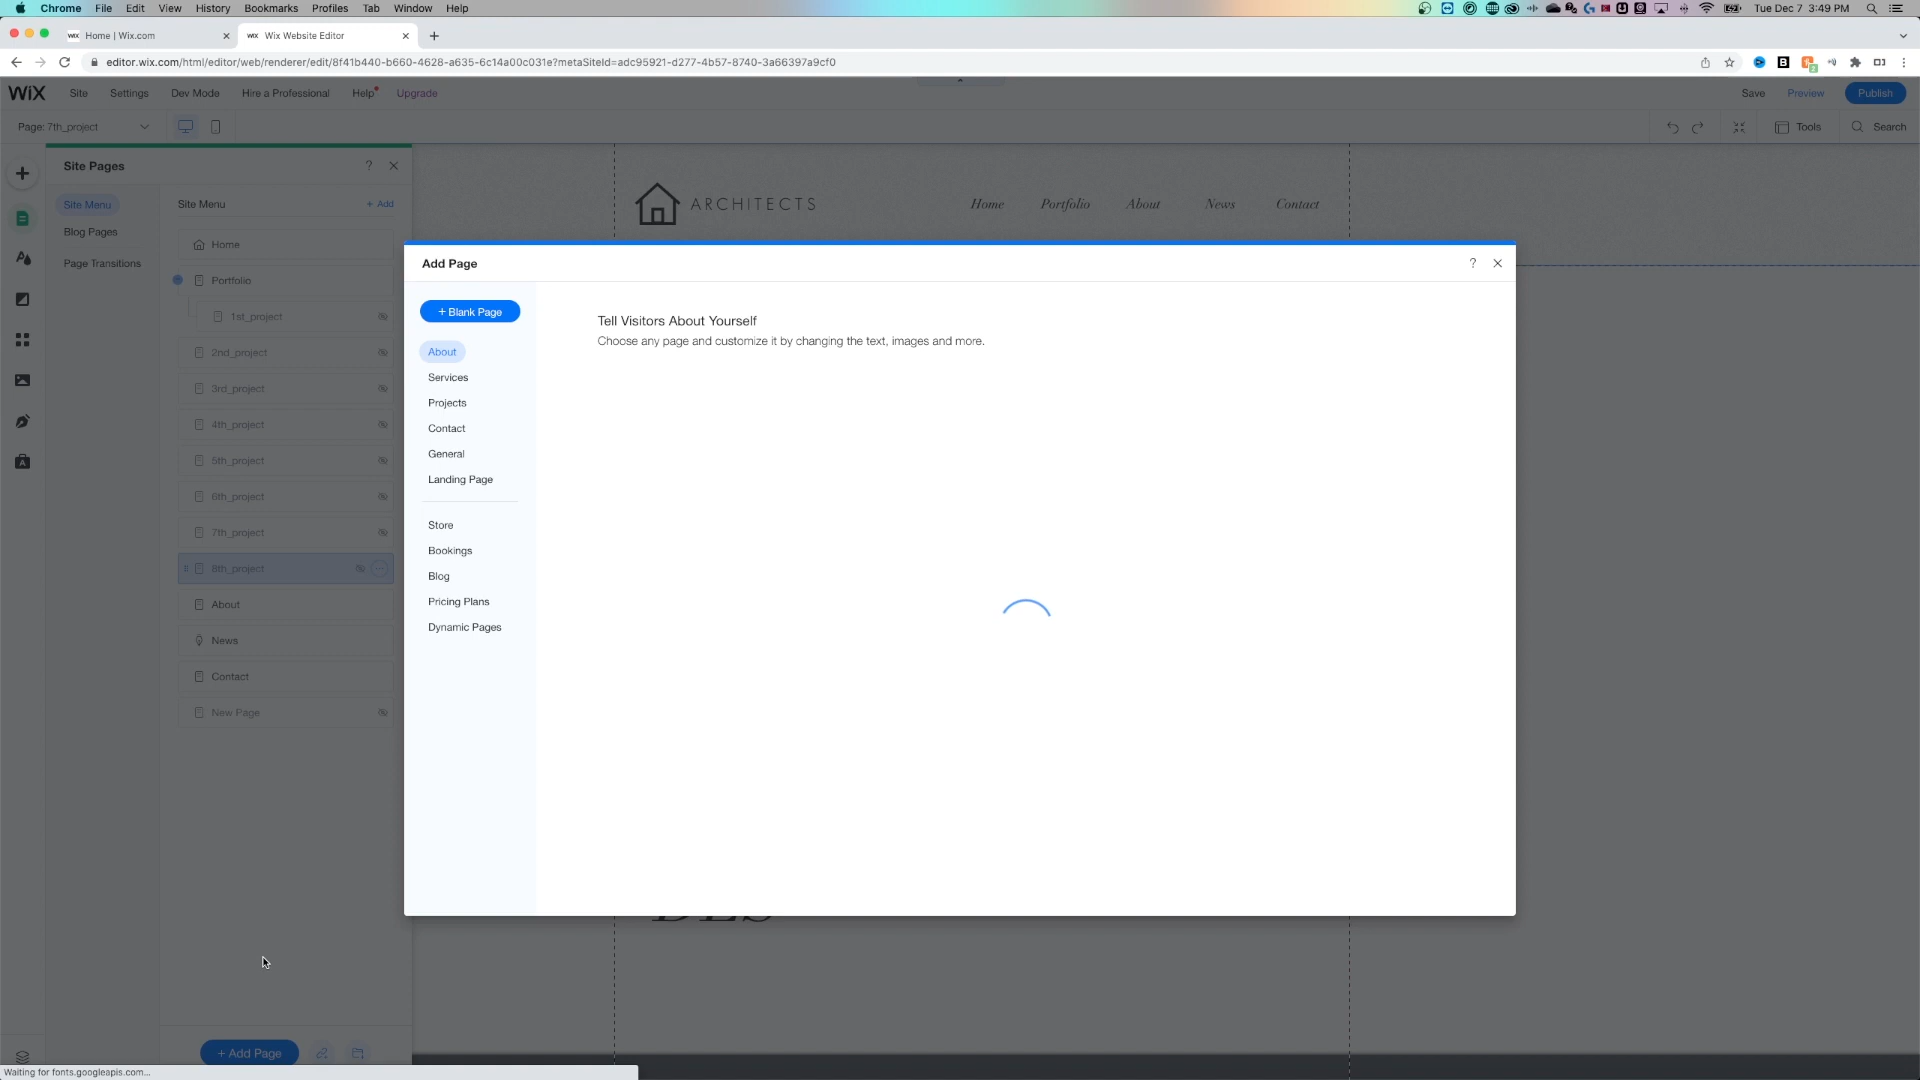 Chrome File Edit View History Bookmarks Profiles Tab Window Help Tue Dec 7 3:49 PM
WiX Home | Wix.com WiX Wix Website Editor
editor.wix.com/html/editor/web/renderer/edit/8f41b440-b660-4628-a635-6c14a00c031e?metaSiteId=adc95921-d277-4b57-8740-3a66397a9cf0
WiX Site Settings Dev Mode Hire a Professional Help Upgrade Save Preview Publish
Page: 7th_project Tools Search
Site Pages ?
Site Menu
Blog Pages
Page Transitions
Site Menu + Add
Home
Portfolio
1st_project
2nd_project
3rd_project
4th_project
5th_project
6th_project
7th_project
8th_project
About
News
Contact
New Page
+ Add Page
ARCHITECTS Home Portfolio About News Contact
Add Page ?
+ Blank Page
About
Services
Projects
Contact
General
Landing Page
Store
Bookings
Blog
Pricing Plans
Dynamic Pages
Tell Visitors About Yourself
Choose any page and customize it by changing the text, images and more.
Waiting for fonts.googleapis.com...